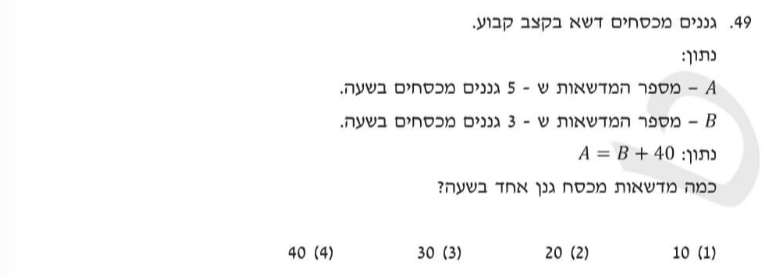 49. גננים מכסחים דשא בקצב קבוע.
נתון:
A – מספר המדשאות ש - 5 גננים מכסחים בשעה.
B – מספר המדשאות ש - 3 גננים מכסחים בשעה.
נתון: A = B + 40
כמה מדשאות מכסח גנן אחד בשעה?
(1) 10 (2) 20 (3) 30 (4) 40